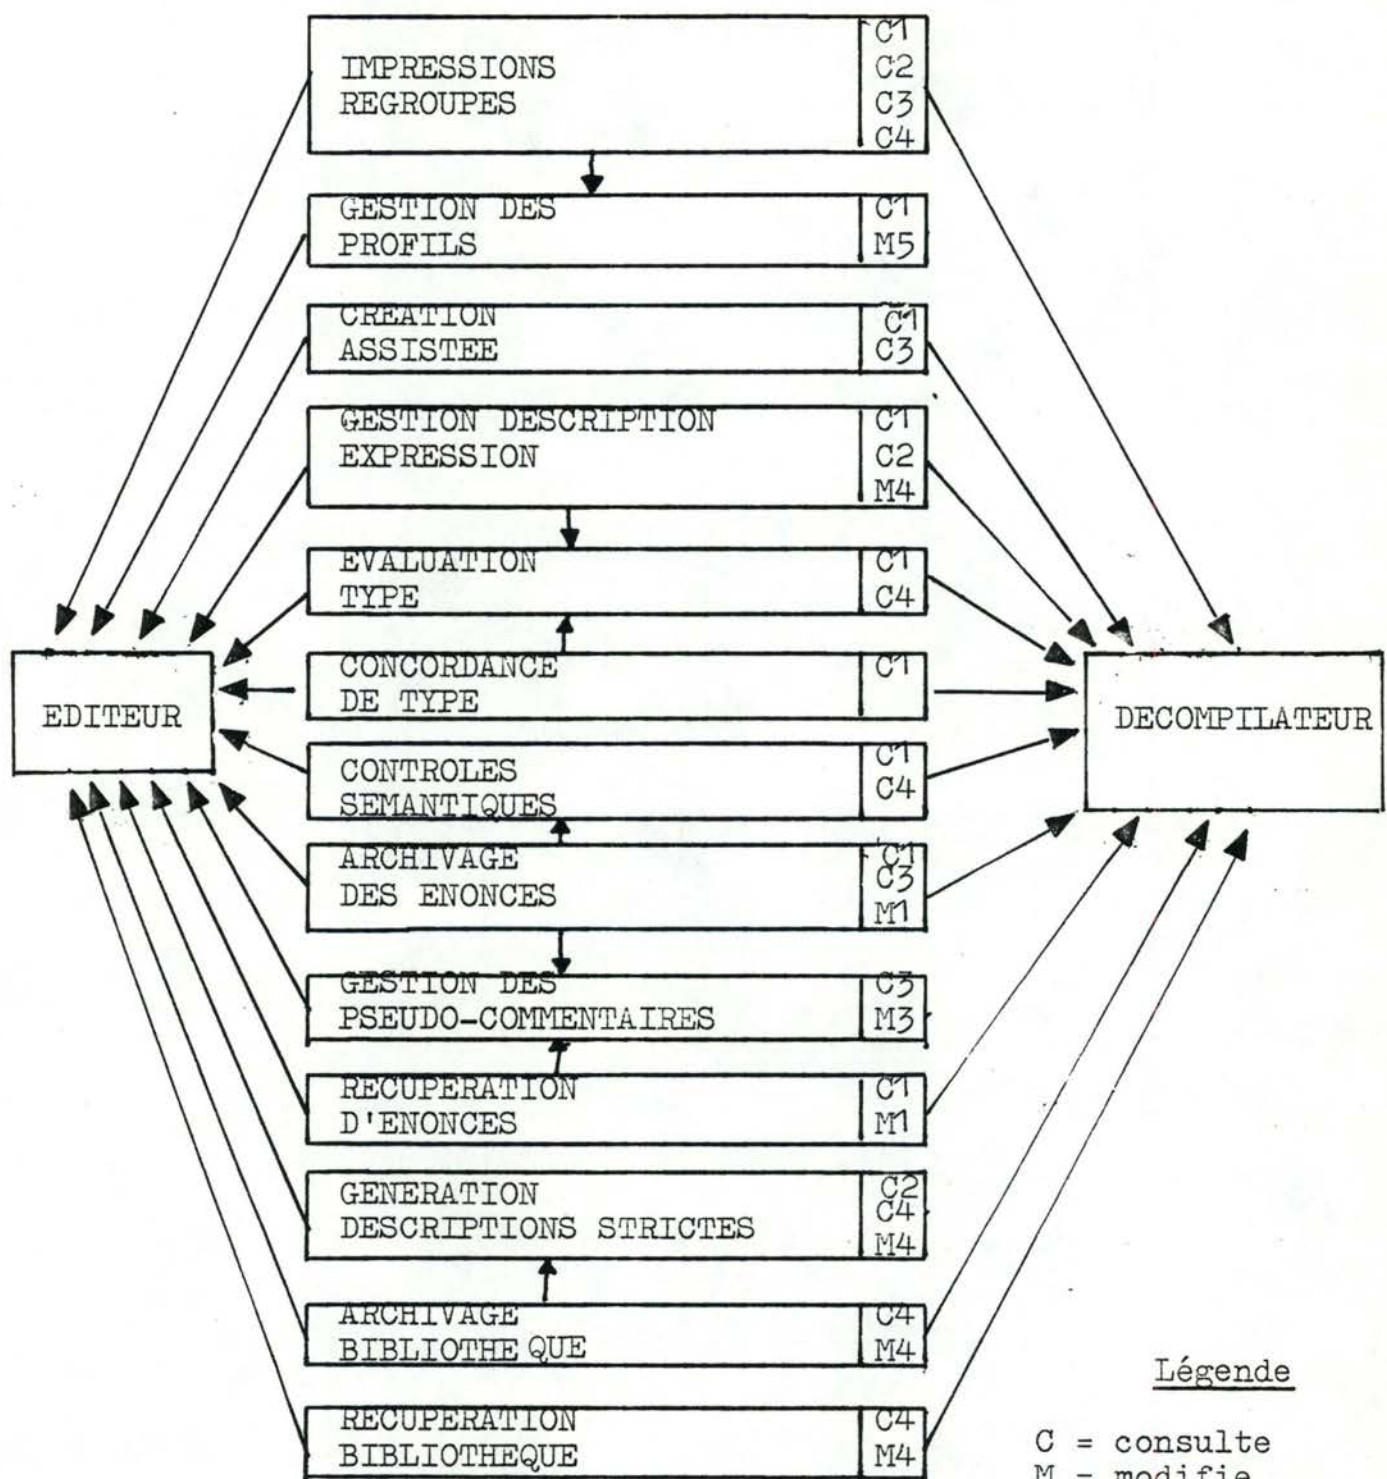 IMPRESSIONS
REGROUPES
C1
C2
C3
C4
GESTION DES
PROFILS
C1
M5
CREATION
ASSISTEE
C1
C3
GESTION DESCRIPTION
EXPRESSION
C1
C2
M4
EVALUATION
TYPE
C1
C4
CONCORDANCE
DE TYPE
C1
EDITEUR
DECOMPILATEUR
CONTROLES
SEMANTIQUES
C1
C4
ARCHIVAGE
DES ENONCES
C1
C3
M1
GESTION DES
PSEUDO-COMMENTAIRES
C3
M3
RECUPERATION
D'ENONCES
C1
M1
GENERATION
DESCRIPTIONS STRICTES
C2
C4
M4
ARCHIVAGE
BIBLIOTHEQUE
C4
M4
RECUPERATION
BIBLIOTHEQUE
C4
M4
Légende
C = consulte
M = modifie